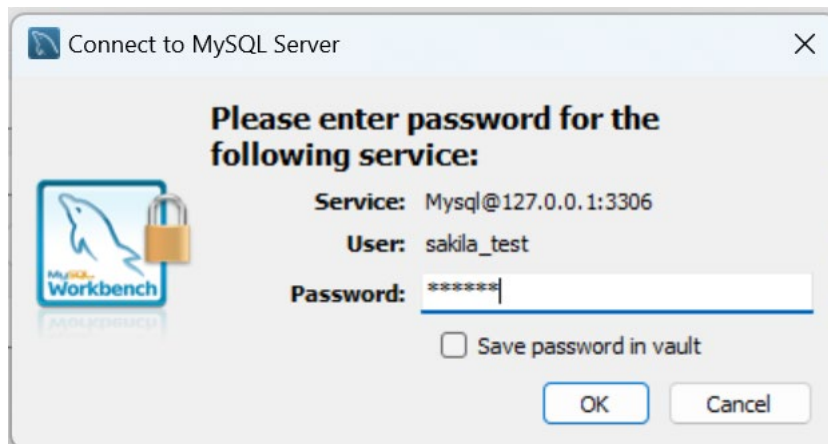 Connect to MySQL Server
Please enter password for the
following service:
Service: Mysql@127.0.0.1:3306
User: sakila_test
Password: ******
MySQL
Workbench
Save password in vault
OK Cancel